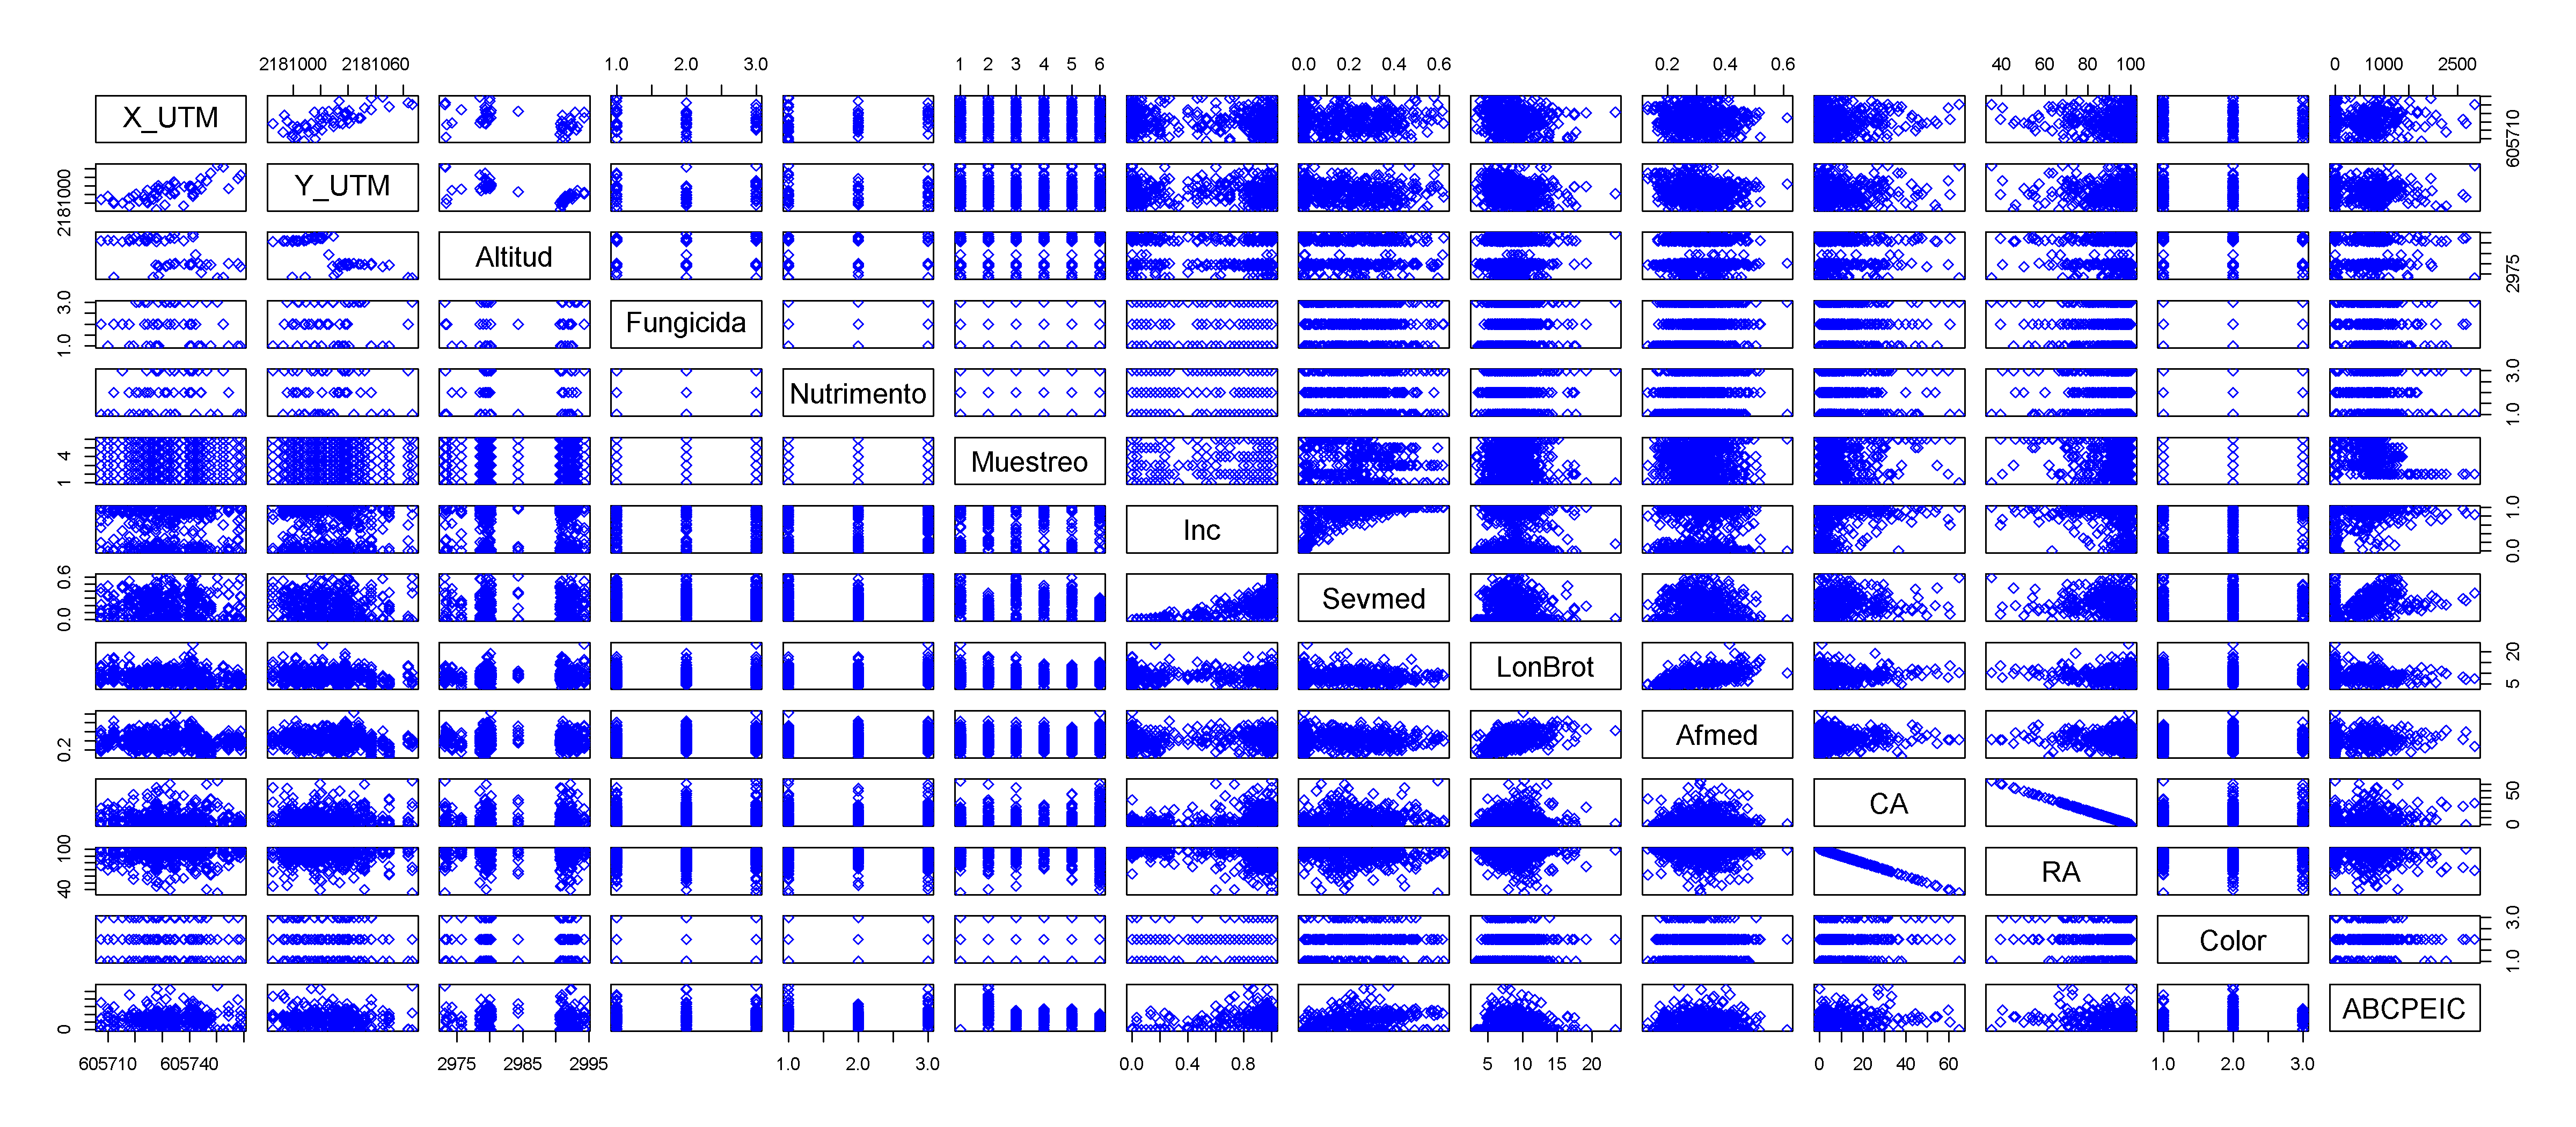 2181000 2181060 1.0 2.0 3.0 1 2 3 4 5 6 0.0 0.2 0.4 0.6 0.2 0.4 0.6 40 60 80 100 0 1000 2500
X_UTM 605710
2181000 Y_UTM
Altitud 2975
1.0 3.0 Fungicida
Nutrimento 1.0 3.0
1 4 Muestreo
Inc 0.0 1.0
0.0 0.6 Sevmed
LonBrot 5 20
0.2 Afmed
CA 0 50
40 100 RA
Color 1.0 3.0
0 ABCPEIC
605710 605740 2975 2985 2995 1.0 2.0 3.0 0.0 0.4 0.8 5 10 15 20 0 20 40 60 1.0 2.0 3.0